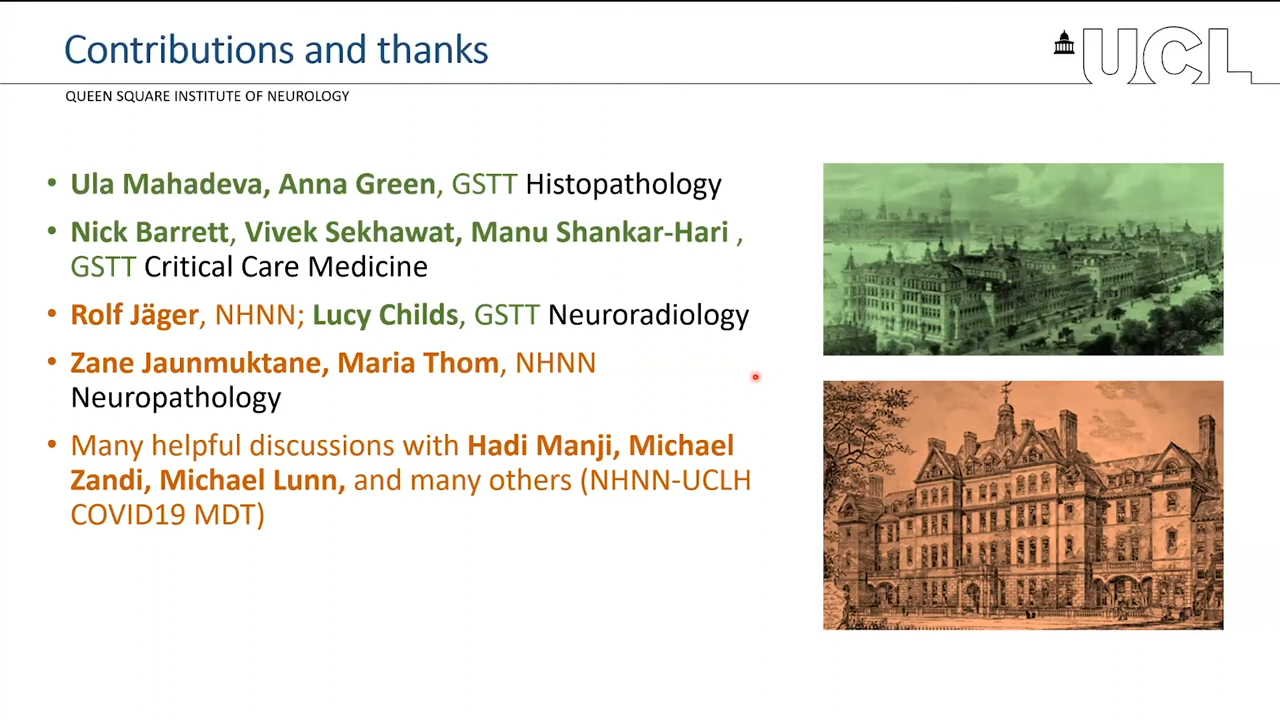 Contributions and thanks
UCL
QUEEN SQUARE INSTITUTE OF NEUROLOGY
• Ula Mahadeva, Anna Green, GSTT Histopathology
• Nick Barrett, Vivek Sekhawat, Manu Shankar-Hari ,
GSTT Critical Care Medicine
• Rolf Jäger, NHNN; Lucy Childs, GSTT Neuroradiology
• Zane Jaunmuktane, Maria Thom, NHNN
Neuropathology
• Many helpful discussions with Hadi Manji, Michael
Zandi, Michael Lunn, and many others (NHNN-UCLH
COVID19 MDT)